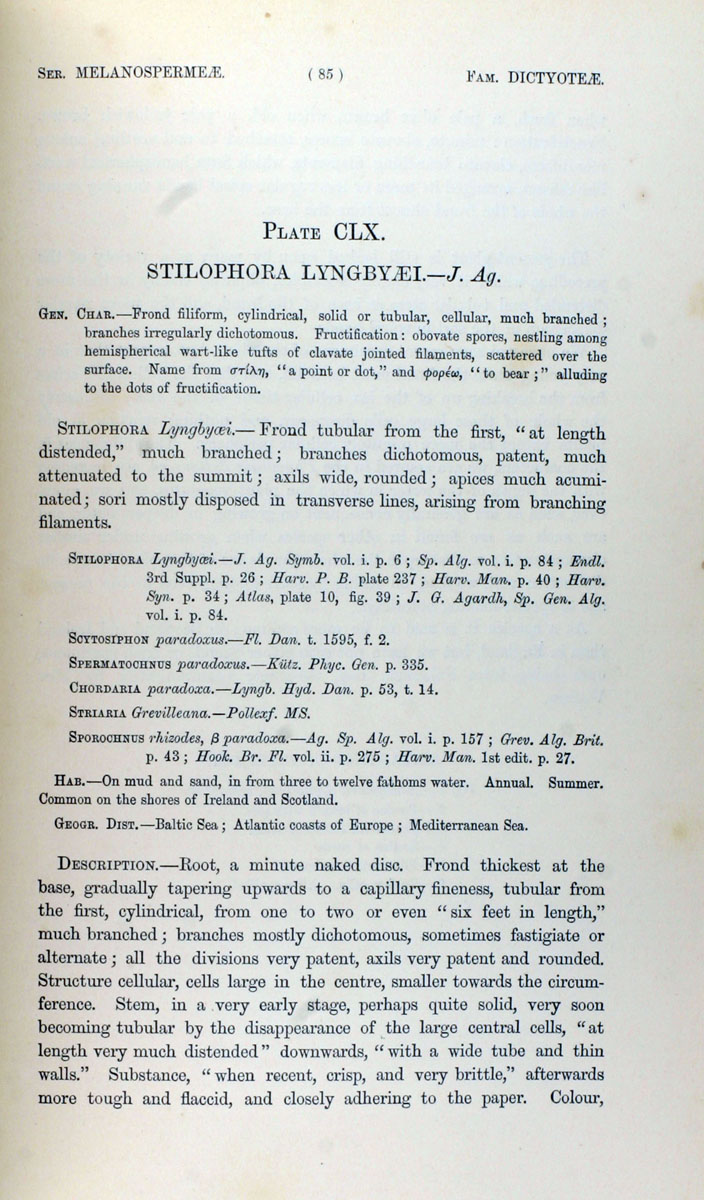 Ser. MELANOSPERMEÆ. ( 85 ) Fam. DICTYOTEÆ.
Plate CLX.
STILOPHORA LYNGBYÆI.—J. Ag.
Gen. Char.—Frond filiform, cylindrical, solid or tubular, cellular, much branched ;
branches irregularly dichotomous. Fructification : obovate spores, nestling among
hemispherical wart-like tufts of clavate jointed filaments, scattered over the
surface. Name from στίλη, “a point or dot,” and φορέω, “to bear ;” alluding
to the dots of fructification.
Stilophora Lyngbyæi.— Frond tubular from the first, “at length
distended,” much branched ; branches dichotomous, patent, much
attenuated to the summit ; axils wide, rounded ; apices much acumi-
nated ; sori mostly disposed in transverse lines, arising from branching
filaments.
Stilophora Lyngbyæi.—J. Ag. Symb. vol. i. p. 6 ; Sp. Alg. vol. i. p. 84 ; Endl.
3rd Suppl. p. 26 ; Harv. P. B. plate 237 ; Harv. Man. p. 40 ; Harv.
Syn. p. 34 ; Atlas, plate 10, fig. 39 ; J. G. Agardh, Sp. Gen. Alg.
vol. i. p. 84.
Scytosiphon paradoxus.—Fl. Dan. t. 1595, f. 2.
Spermatochnus paradoxus.—Kütz. Phyc. Gen. p. 335.
Chordaria paradoxa.—Lyngb. Hyd. Dan. p. 53, t. 14.
Striaria Grevilleana.—Pollexf. MS.
Sporochnus rhizodes, β paradoxa.—Ag. Sp. Alg. vol. i. p. 157 ; Grev. Alg. Brit.
p. 43 ; Hook. Br. Fl. vol. ii. p. 275 ; Harv. Man. 1st edit. p. 27.
Hab.—On mud and sand, in from three to twelve fathoms water. Annual. Summer.
Common on the shores of Ireland and Scotland.
Geogr. Dist.—Baltic Sea ; Atlantic coasts of Europe ; Mediterranean Sea.
Description.—Root, a minute naked disc. Frond thickest at the
base, gradually tapering upwards to a capillary fineness, tubular from
the first, cylindrical, from one to two or even “six feet in length,”
much branched ; branches mostly dichotomous, sometimes fastigiate or
alternate ; all the divisions very patent, axils very patent and rounded.
Structure cellular, cells large in the centre, smaller towards the circum-
ference. Stem, in a very early stage, perhaps quite solid, very soon
becoming tubular by the disappearance of the large central cells, “at
length very much distended” downwards, “with a wide tube and thin
walls.” Substance, “when recent, crisp, and very brittle,” afterwards
more tough and flaccid, and closely adhering to the paper. Colour,